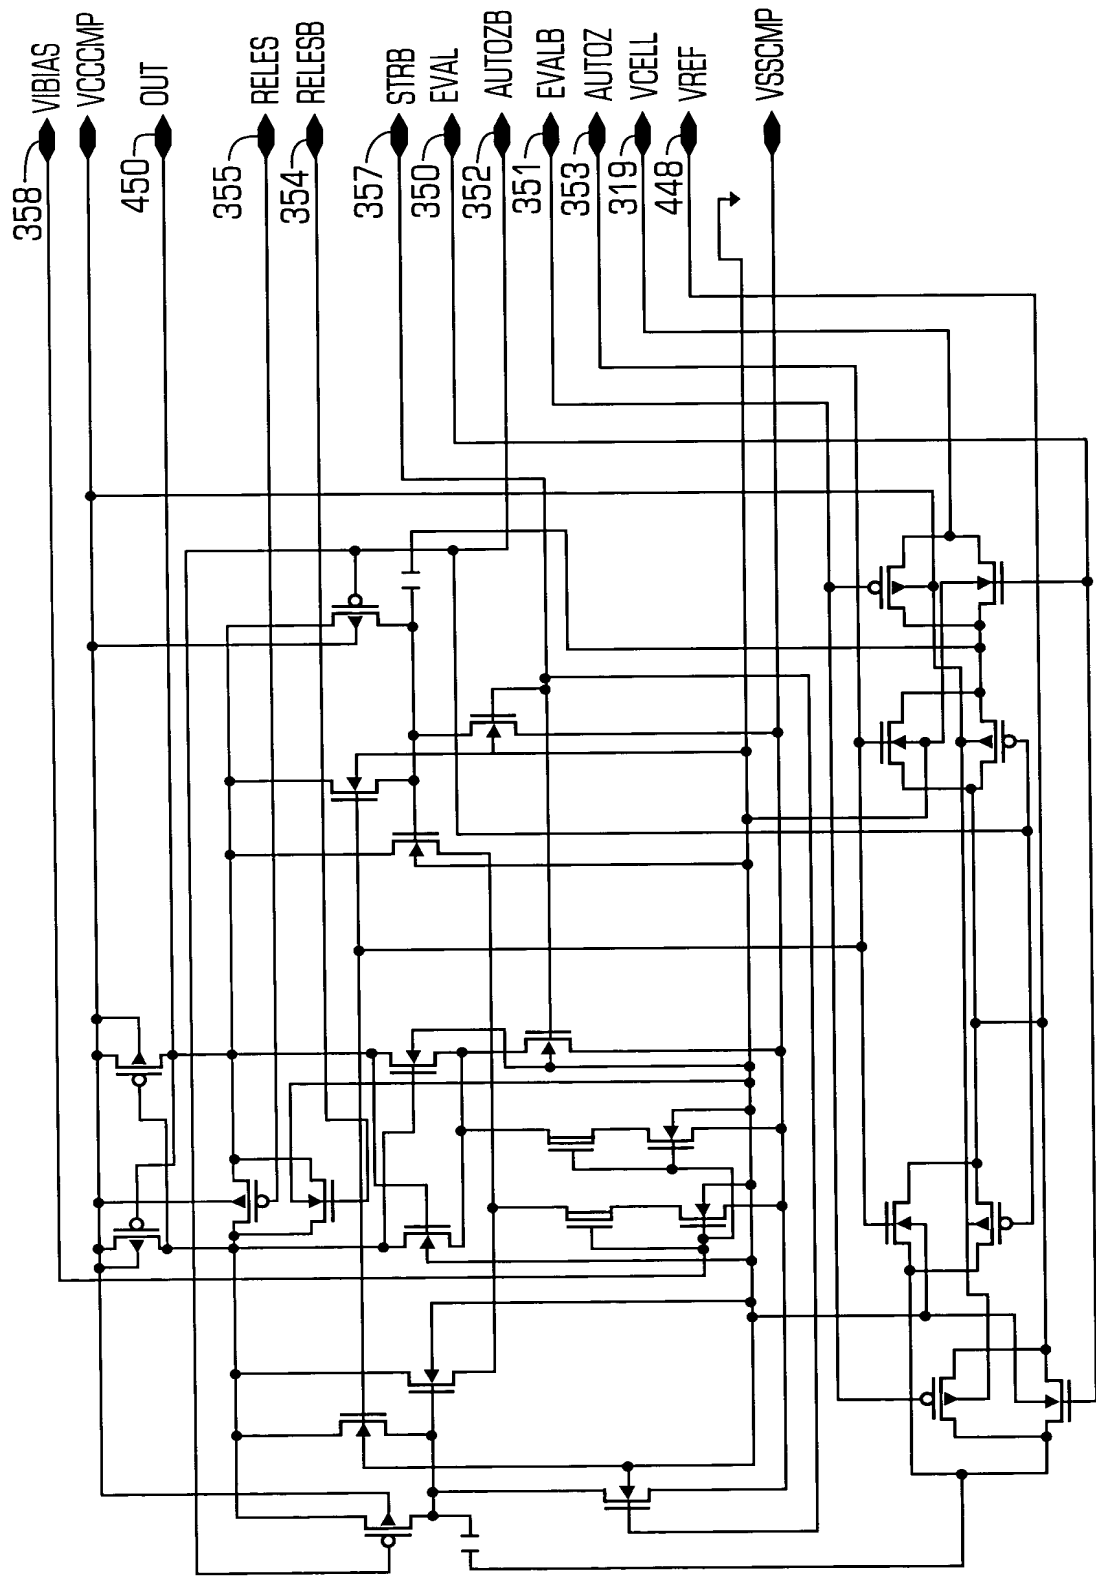 358 VIBIAS
VCCCMP
450 OUT
355 RELES
354 RELESB
357 STRB
350 EVAL
352 AUTOZB
351 EVALB
353 AUTOZ
319 VCELL
448 VREF
VSSCMP